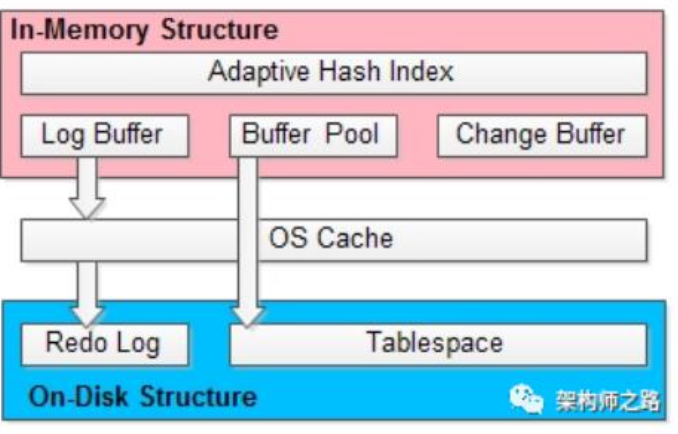 In-Memory Structure
Adaptive Hash Index
Log Buffer
Buffer Pool
Change Buffer
OS Cache
Redo Log
Tablespace
On-Disk Structure
架构师之路